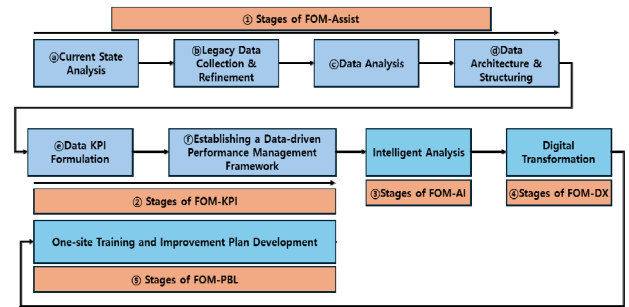 ① Stages of FOM-Assist
ⓐCurrent State
Analysis
ⓑLegacy Data
Collection &
Refinement
ⓒData Analysis
ⓓData
Architecture &
Structuring
ⓔData KPI
Formulation
ⓕEstablishing a Data-driven
Performance Management
Framework
Intelligent Analysis
Digital
Transformation
② Stages of FOM-KPI
③Stages of FOM-AI
④Stages of FOM-DX
One-site Training and Improvement Plan Development
⑤ Stages of FOM-PBL